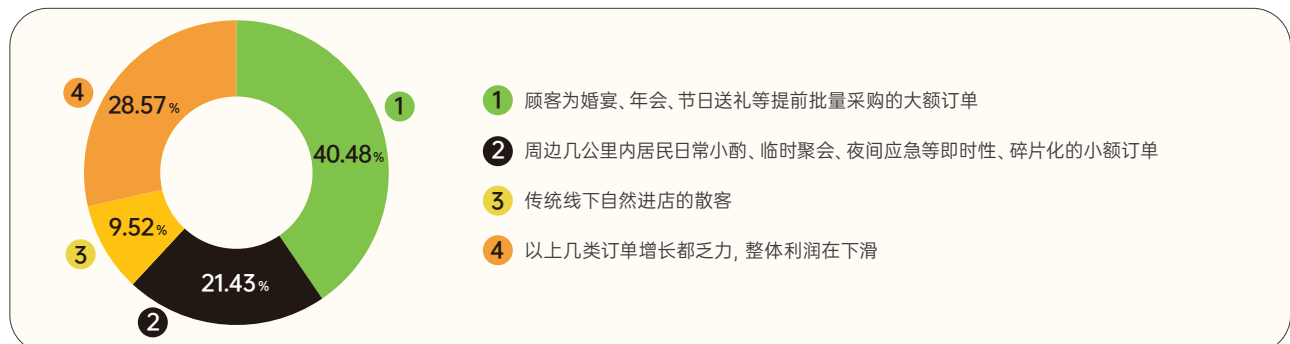 4
28.57%
1
40.48%
9.52%
3
21.43%
2
1 顾客为婚宴、年会、节日送礼等提前批量采购的大额订单
2 周边几公里内居民日常小酌、临时聚会、夜间应急等即时性、碎片化的小额订单
3 传统线下自然进店的散客
4 以上几类订单增长都乏力, 整体利润在下滑